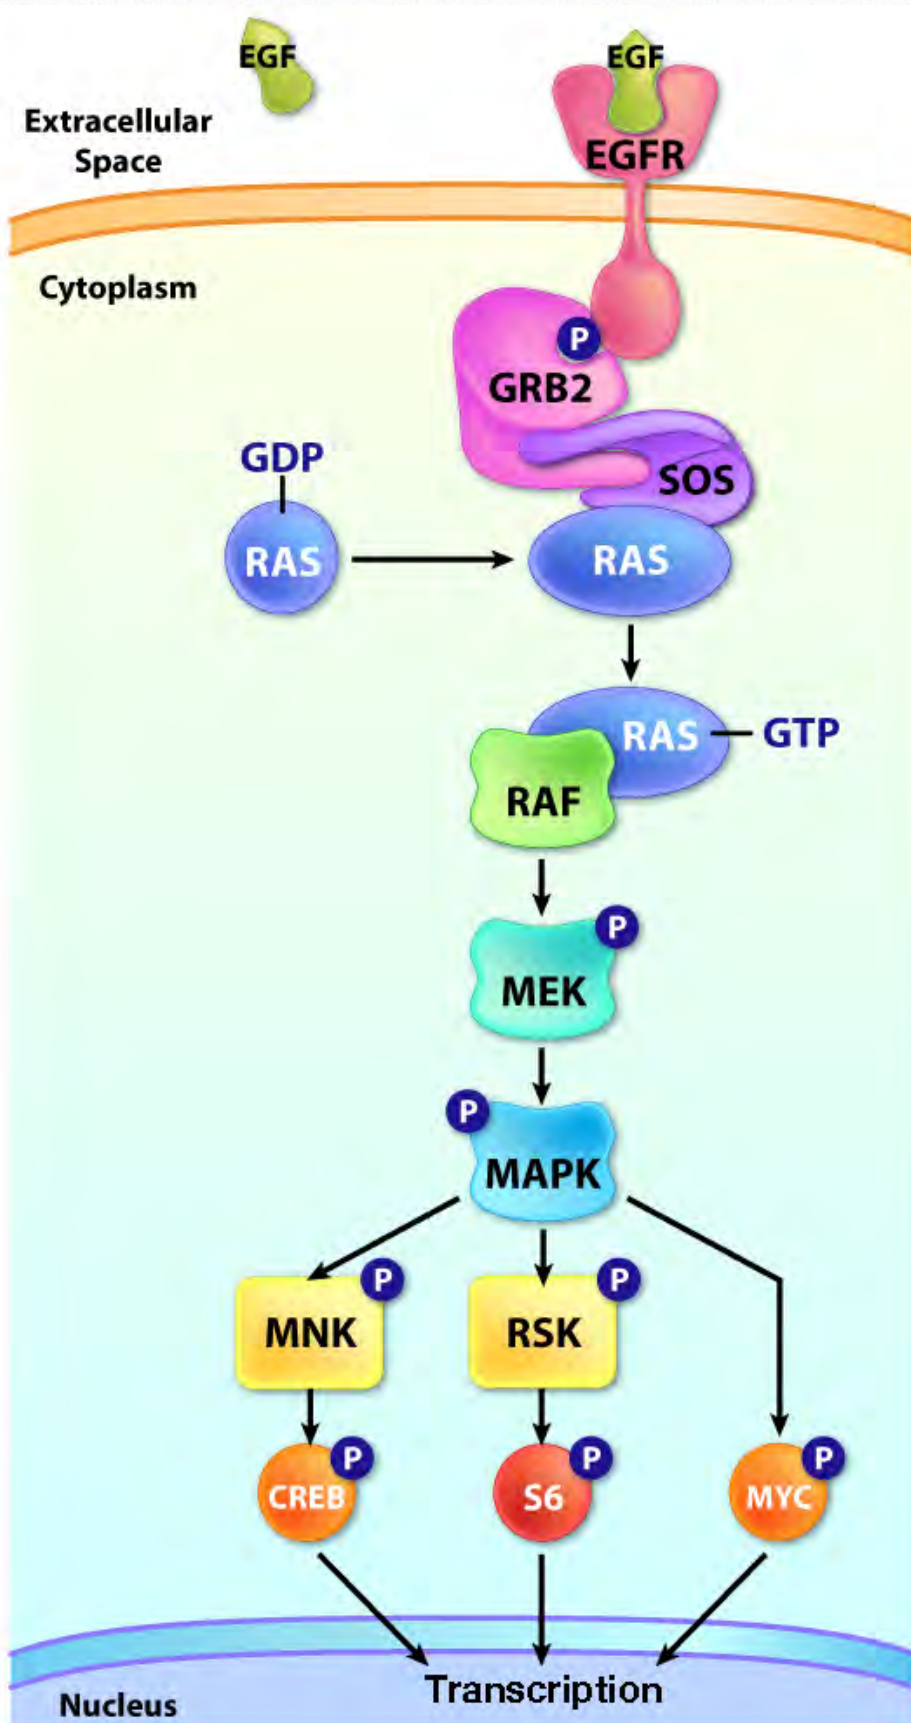 EGF
EGF
Extracellular
Space
EGFR
Cytoplasm
P
GRB2
GDP
SOS
RAS
RAS
RAS
GTP
RAF
P
MEK
P
MAPK
P
P
MNK
RSK
P
P
P
CREB
S6
MYC
Transcription
Nucleus